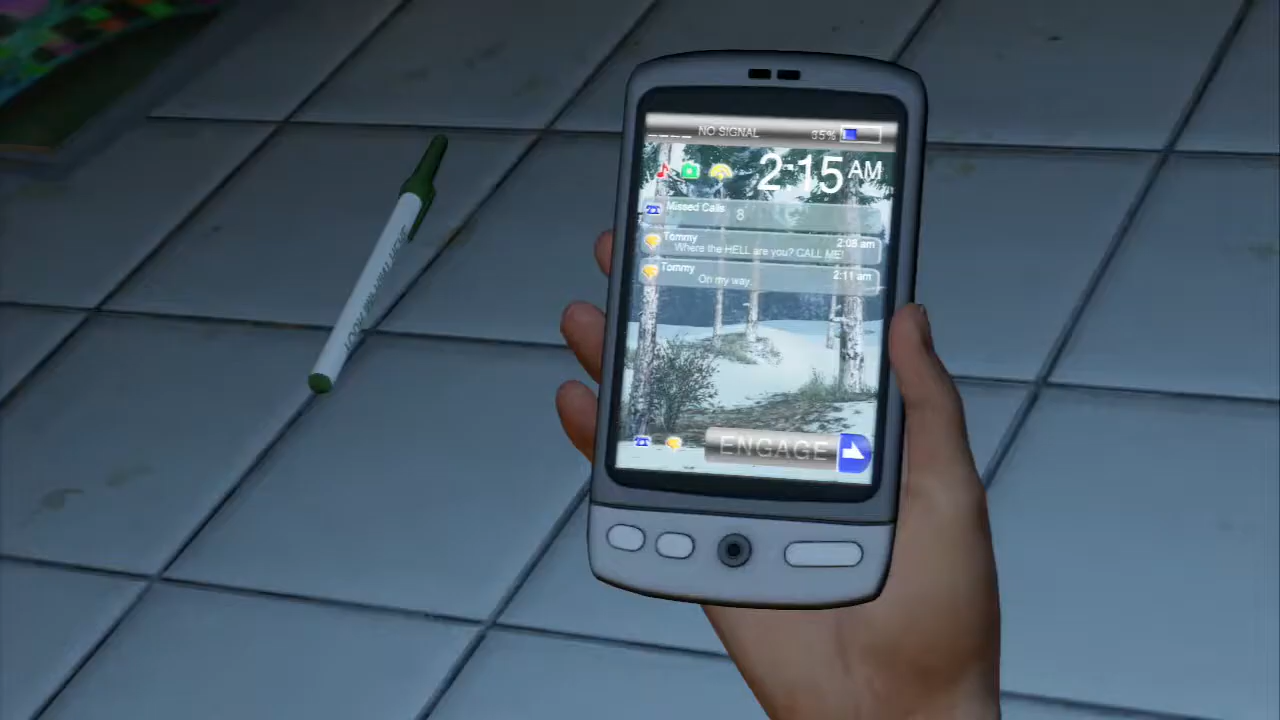 NO SIGNAL 35%
2:15 AM
Missed Calls 8
Tommy 2:08 am
Where the HELL are you? CALL ME!
Tommy 2:11 am
On my way.
ENGAGE